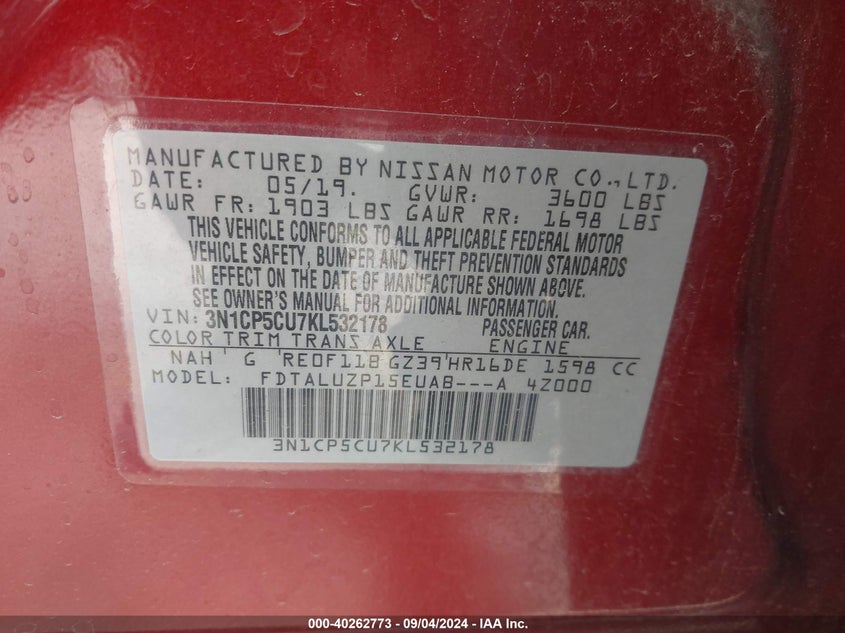 MANUFACTURED BY NISSAN MOTOR CO.,LTD.
DATE: 05/19. GVWR: 3600 LBS
GAWR FR: 1903 LBS GAWR RR: 1698 LBS
THIS VEHICLE CONFORMS TO ALL APPLICABLE FEDERAL MOTOR
VEHICLE SAFETY, BUMPER AND THEFT PREVENTION STANDARDS
IN EFFECT ON THE DATE OF MANUFACTURE SHOWN ABOVE.
SEE OWNER'S MANUAL FOR ADDITIONAL INFORMATION.
VIN: 3N1CP5CU7KL532178 PASSENGER CAR.
COLOR TRIM TRANS AXLE ENGINE
NAH G RE0F11B GZ39 HR16DE 1598 CC
MODEL: FDTALUZP15EUAB---A 4Z000
3N1CP5CU7KL532178
000-40262773 - 09/04/2024 - IAA Inc.